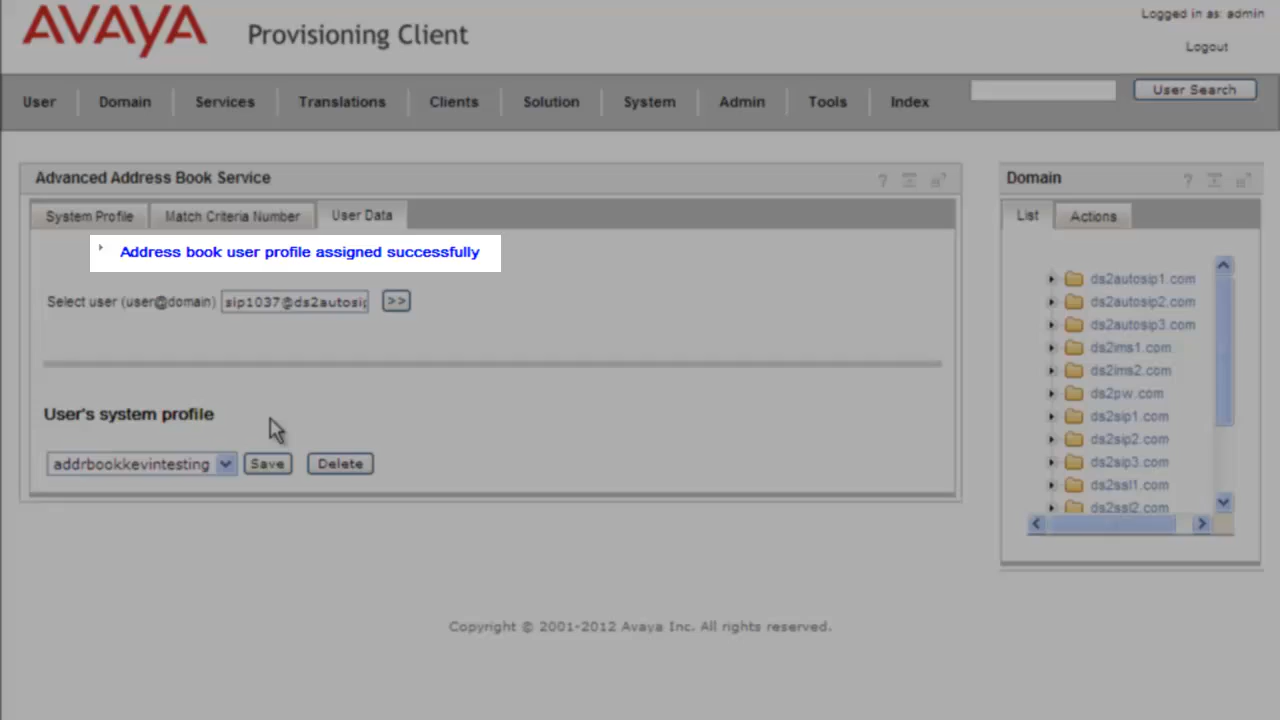 AVAYA
Provisioning Client
Logged in as: admin
Logout
User Domain Services Translations Clients Solution System Admin Tools Index User Search
Advanced Address Book Service
?
System Profile Match Criteria Number User Data
Address book user profile assigned successfully
Select user (user@domain) sip1037@ds2autosip >>
User's system profile
addrbookkevintesting Save Delete
Domain
?
List Actions
ds2autosip1.com
ds2autosip2.com
ds2autosip3.com
ds2ims1.com
ds2ims2.com
ds2pw.com
ds2sip1.com
ds2sip2.com
ds2sip3.com
ds2ssl1.com
ds2ssl2.com
Copyright © 2001-2012 Avaya Inc. All rights reserved.